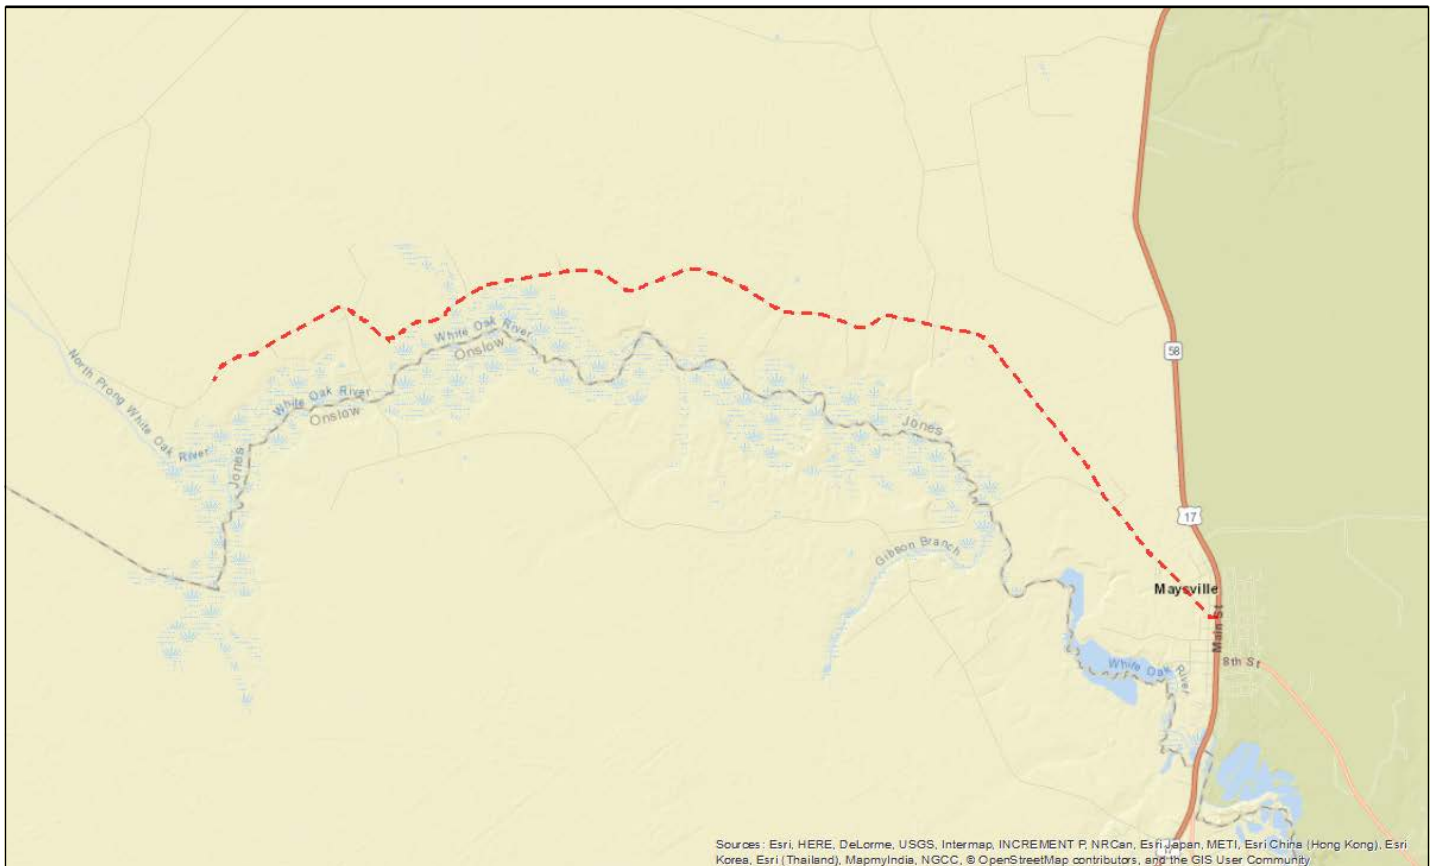 58
North Prong White Oak River
White Oak River
Onslow
White Oak River
Onslow
Jones
Jones
17
Gibson Branch
Maysville
Main St
8th St
White Oak River
Sources: Esri, HERE, DeLorme, USGS, Intermap, INCREMENT P, NRCan, Esri Japan, METI, Esri China (Hong Kong), Esri
Korea, Esri (Thailand), MapmyIndia, NGCC, © OpenStreetMap contributors, and the GIS User Community